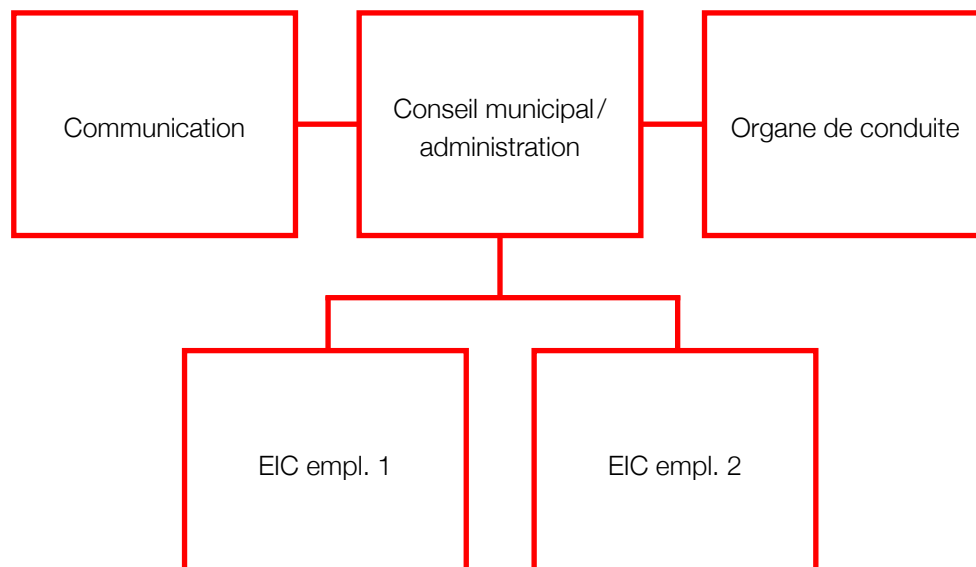 Communication
Conseil municipal/
administration
Organe de conduite
EIC empl. 1
EIC empl. 2